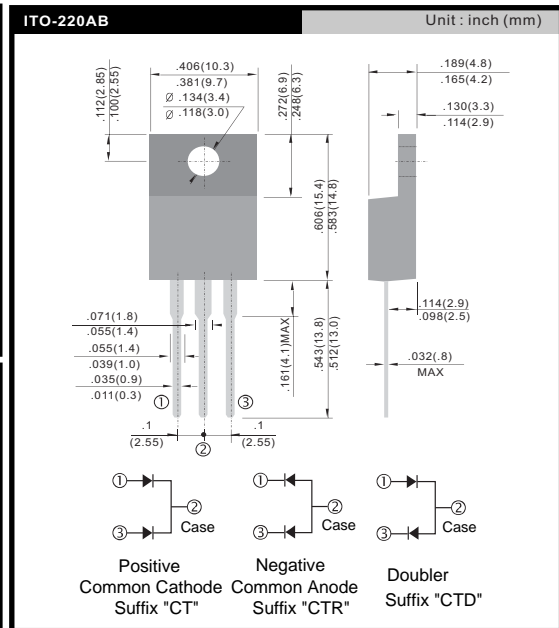 ITO-220AB
Unit : inch (mm)
.406(10.3)
.381(9.7)
Ø .134(3.4)
Ø .118(3.0)
.112(2.85)
.100(2.55)
.272(6.9)
.248(6.3)
.189(4.8)
.165(4.2)
.130(3.3)
.114(2.9)
.606(15.4)
.583(14.8)
.071(1.8)
.055(1.4)
.055(1.4)
.039(1.0)
.035(0.9)
.011(0.3)
.161(4.1)MAX
.543(13.8)
.512(13.0)
.114(2.9)
.098(2.5)
.032(.8)
MAX
① ③
.1
(2.55)
②
.1
(2.55)
① ② ③ Case
① ② ③ Case
① ② ③ Case
Positive
Common Cathode
Suffix "CT"
Negative
Common Anode
Suffix "CTR"
Doubler
Suffix "CTD"